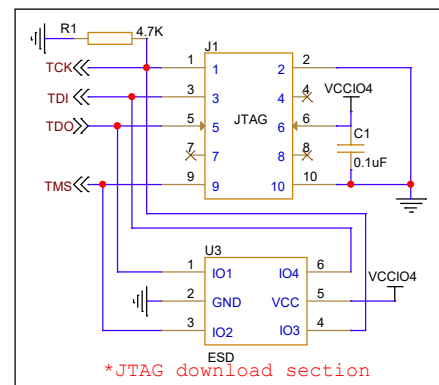 R1 4.7K
J1
TCK 1 1 2 2
TDI 3 3 4 4 VCCIO4
TDO 5 5 JTAG 6 6 C1
7 7 8 8 0.1uF
TMS 9 9 10 10
U3
1 IO1 IO4 6
2 GND VCC 5 VCCIO4
3 IO2 IO3 4
ESD
*JTAG download section